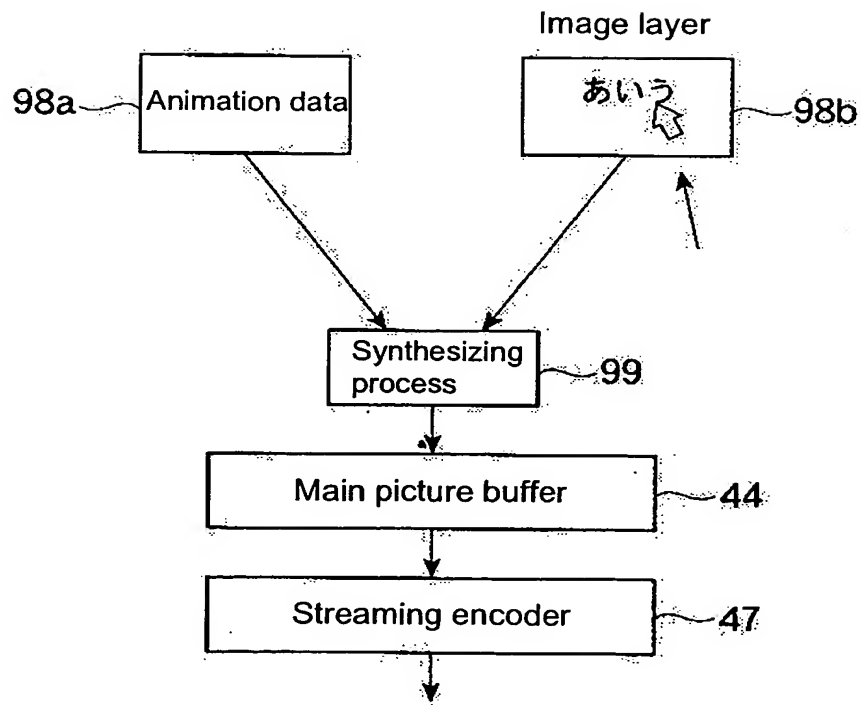 Image layer
98a
Animation data
あいう
98b
Synthesizing
process
99
Main picture buffer
44
Streaming encoder
47